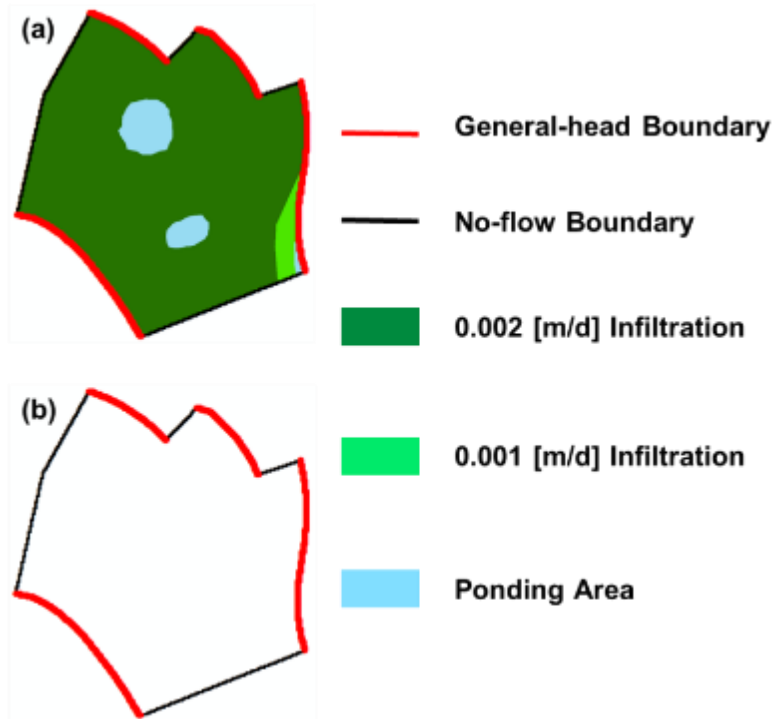 (a)
General-head Boundary
No-flow Boundary
0.002 [m/d] Infiltration
(b)
0.001 [m/d] Infiltration
Ponding Area